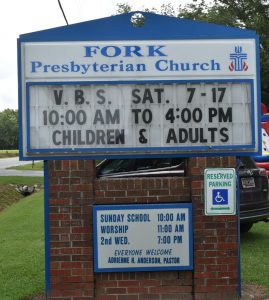 FORK
Presbyterian Church
V.B.S. SAT. 7-17
10:00 AM TO 4:00 PM
CHILDREN & ADULTS
RESERVED
PARKING
SUNDAY SCHOOL 10:00 AM
WORSHIP 11:00 AM
2nd WED. 7:00 PM
EVERYONE WELCOME
ADRIENNE H. ANDERSON, PASTOR